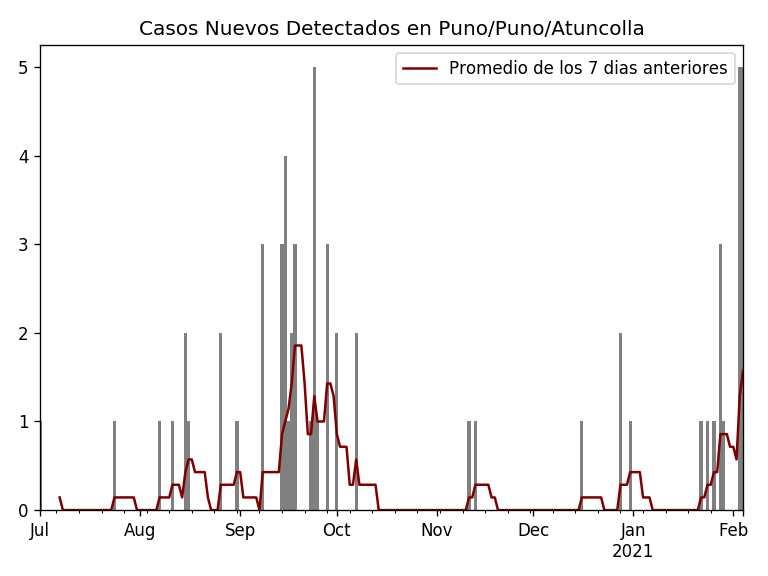 Casos Nuevos Detectados en Puno/Puno/Atuncolla
Promedio de los 7 dias anteriores
5
4
3
2
1
0
Jul Aug Sep Oct Nov Dec Jan Feb
2021